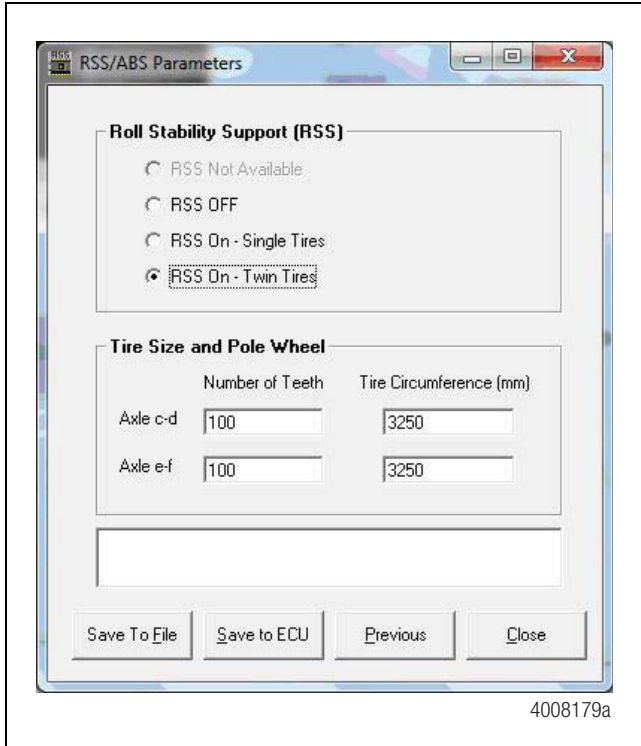 RSS
RSS/ABS Parameters
Roll Stability Support (RSS)
RSS Not Available
RSS OFF
RSS On - Single Tires
RSS On - Twin Tires
Tire Size and Pole Wheel
Number of Teeth Tire Circumference (mm)
Axle c-d 100 3250
Axle e-f 100 3250
Save To File Save to ECU Previous Close
4008179a